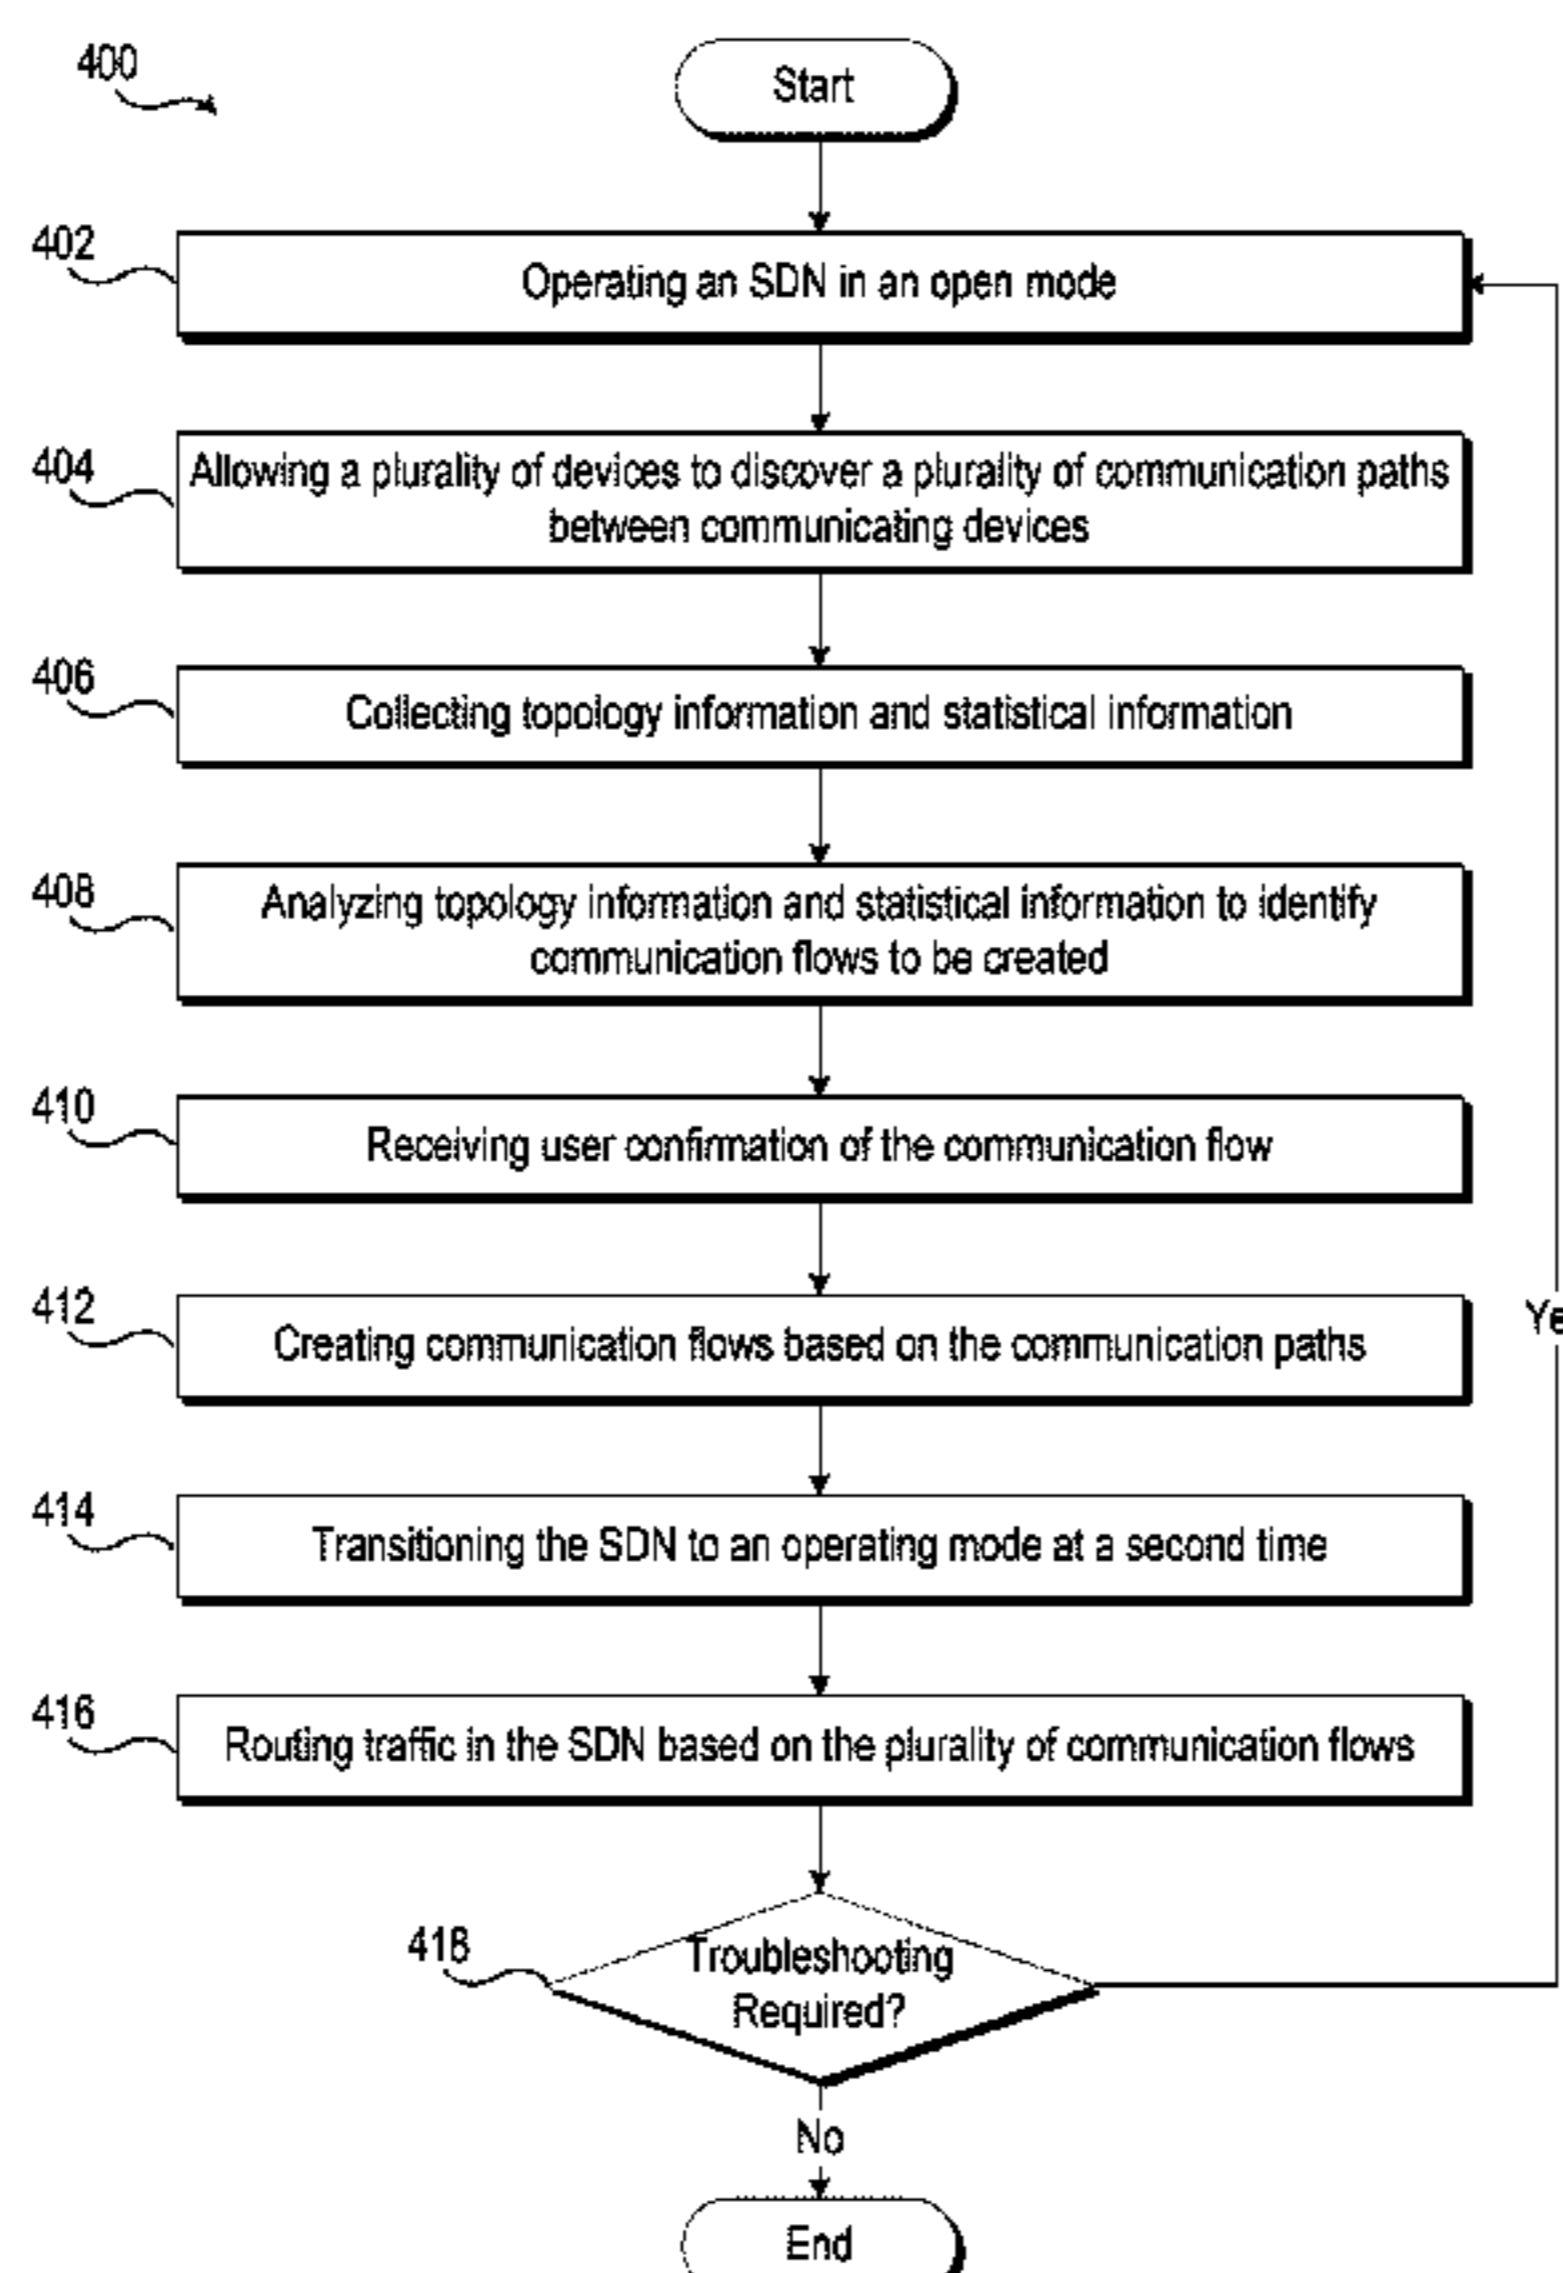 400
Start
402
Operating an SDN in an open mode
404
Allowing a plurality of devices to discover a plurality of communication paths
between communicating devices
406
Collecting topology information and statistical information
408
Analyzing topology information and statistical information to identify
communication flows to be created
410
Receiving user confirmation of the communication flow
412
Creating communication flows based on the communication paths
Ye
414
Transitioning the SDN to an operating mode at a second time
416
Routing traffic in the SDN based on the plurality of communication flows
418
Troubleshooting
Required?
No
End